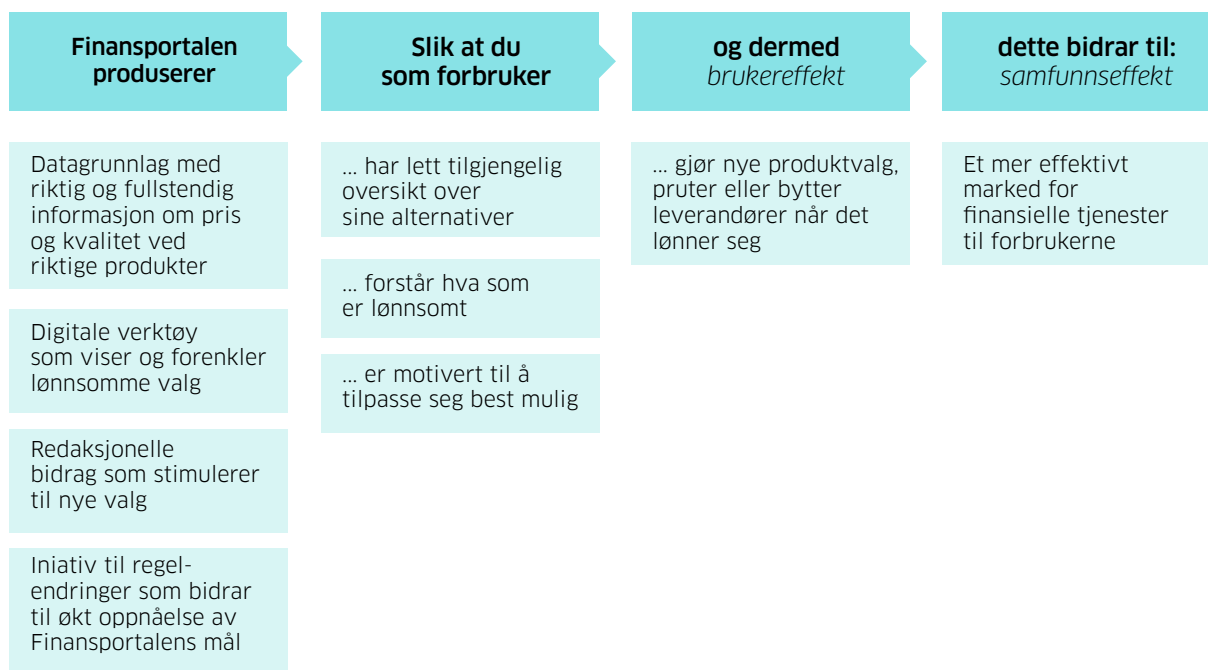 Finansportalen
produserer
Slik at du
som forbruker
og dermed
brukereffekt
dette bidrar til:
samfunnseffekt
Datagrunnlag med
riktig og fullstendig
informasjon om pris
og kvalitet ved
riktige produkter
Digitale verktøy
som viser og forenkler
lønnsomme valg
Redaksjonelle
bidrag som stimulerer
til nye valg
Iniativ til regel-
endringer som bidrar
til økt oppnåelse av
Finansportalens mål
... har lett tilgjengelig
oversikt over
sine alternativer
... forstår hva som
er lønnsomt
... er motivert til å
tilpasse seg best mulig
... gjør nye produktvalg,
pruter eller bytter
leverandører når det
lønner seg
Et mer effektivt
marked for
finansielle tjenester
til forbrukerne